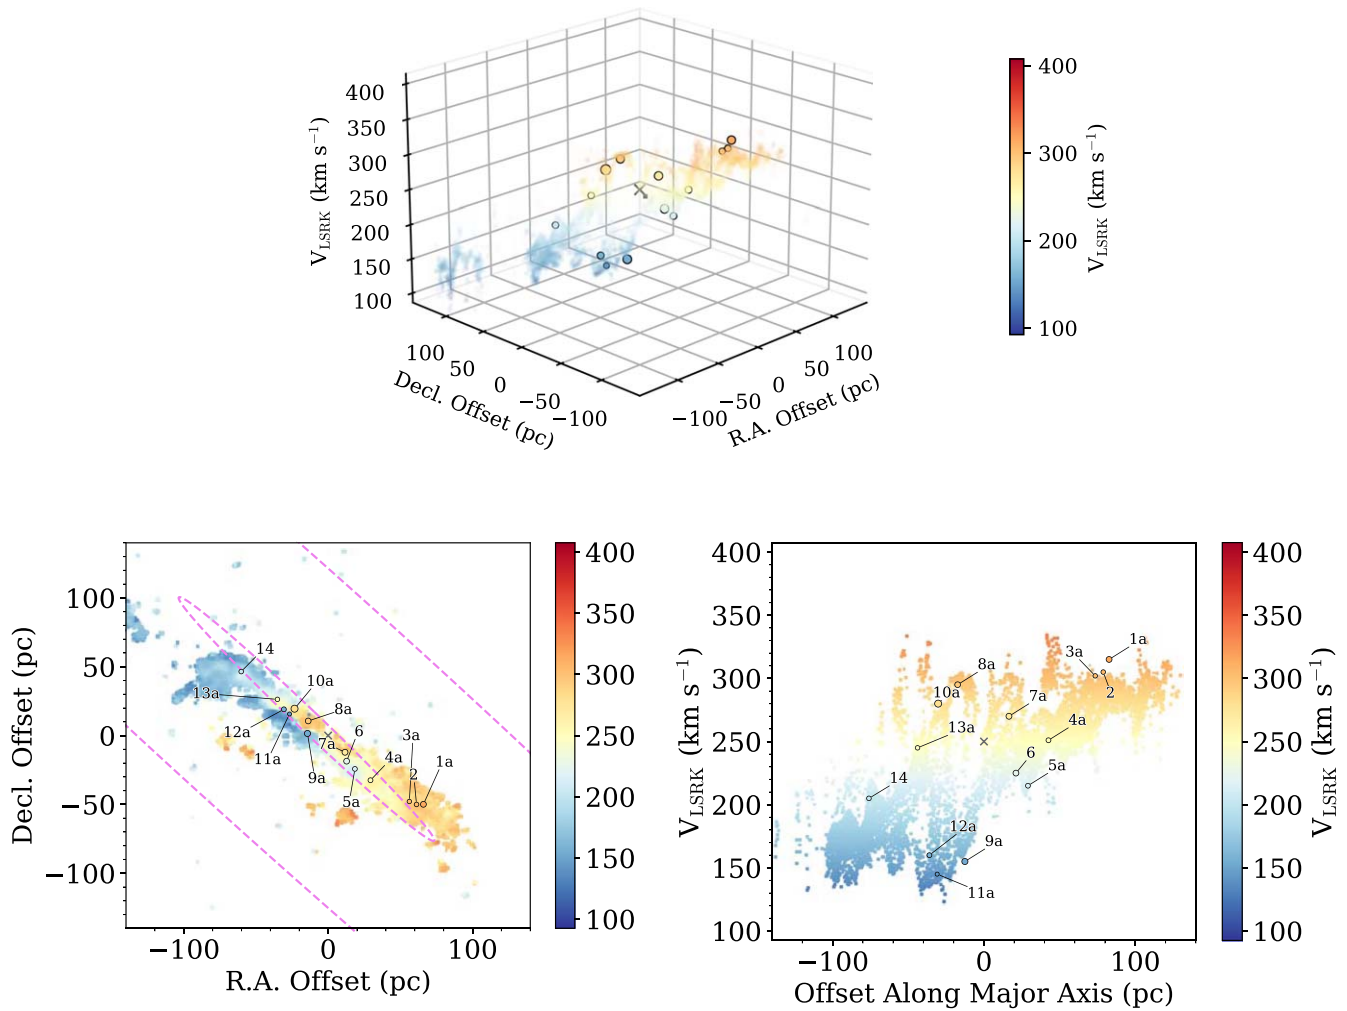 400
350
300
250
200
150
100
V_LSRK (km s⁻¹)
100
50
0
−50
−100
Decl. Offset (pc)
−100
−50
0
50
100
R.A. Offset (pc)
400
300
200
100
V_LSRK (km s⁻¹)
100
50
0
−50
−100
Decl. Offset (pc)
−100
0
100
R.A. Offset (pc)
14
13a
10a
12a
8a
11a
7a
6
3a
9a
4a
2
1a
5a
400
350
300
250
200
150
100
V_LSRK (km s⁻¹)
400
350
300
250
200
150
100
−100
0
100
Offset Along Major Axis (pc)
1a
3a
8a
2
10a
7a
4a
13a
6
5a
14
12a
9a
11a
400
350
300
250
200
150
100
V_LSRK (km s⁻¹)